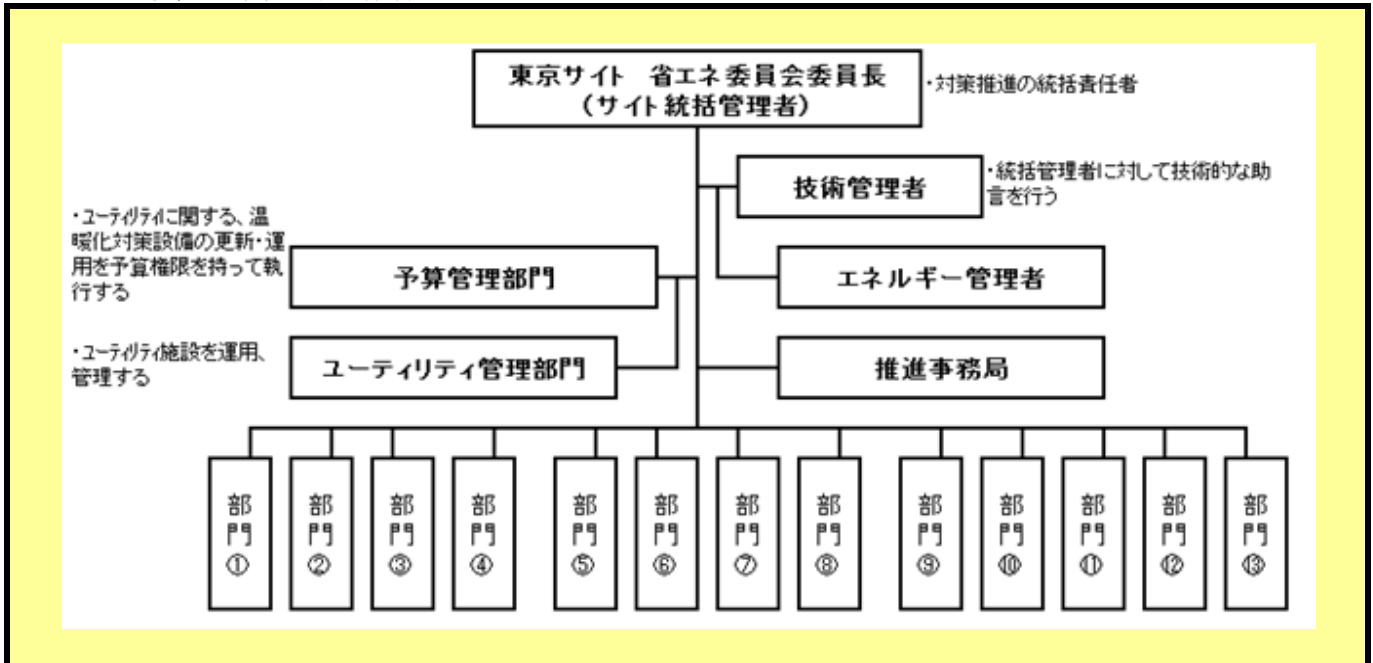 東京サイト 省エネ委員会委員長
(サイト統括管理者)
・対策推進の統括責任者
技術管理者
・統括管理者に対して技術的な助
言を行う
・ユーティリティに関する、温
暖化対策設備の更新・運
用を予算権限を持って執
行する
予算管理部門
エネルギー管理者
・ユーティリティ施設を運用、
管理する
ユーティリティ管理部門
推進事務局
部門①
部門②
部門③
部門④
部門⑤
部門⑥
部門⑦
部門⑧
部門⑨
部門⑩
部門⑪
部門⑫
部門⑬